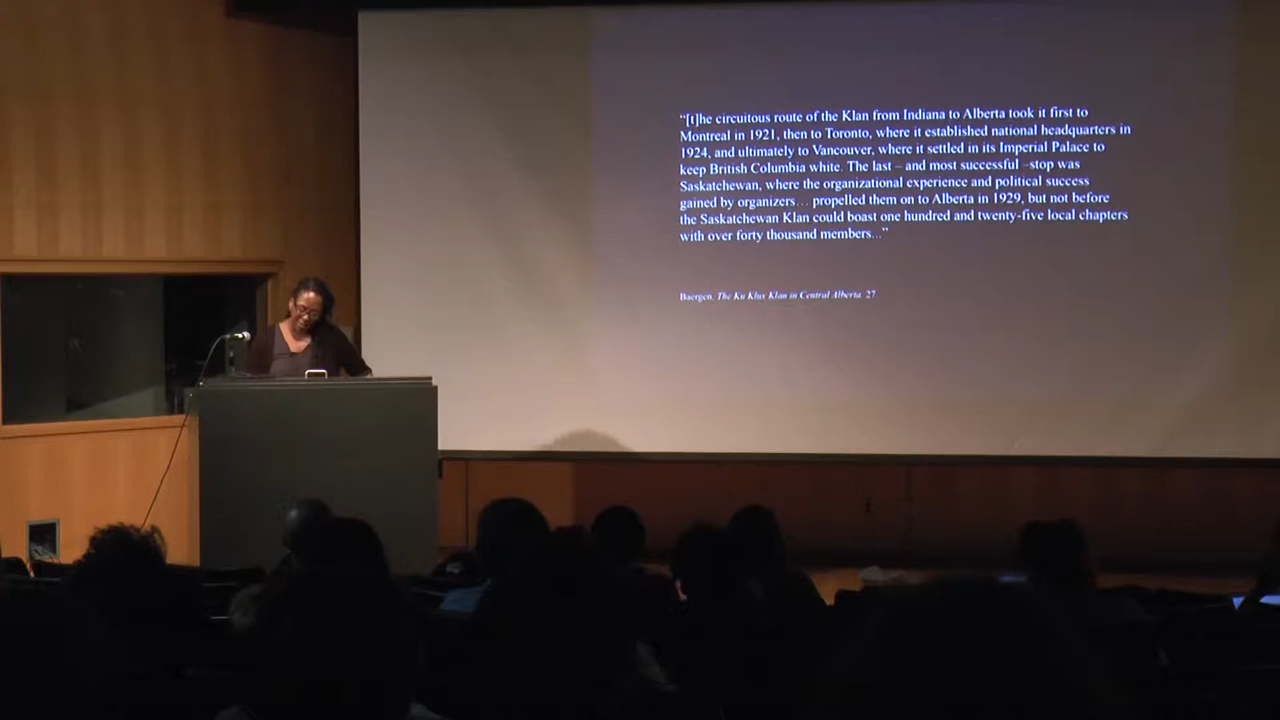 “[t]he circuitous route of the Klan from Indiana to Alberta took it first to
Montreal in 1921, then to Toronto, where it established national headquarters in
1924, and ultimately to Vancouver, where it settled in its Imperial Palace to
keep British Columbia white. The last – and most successful –stop was
Saskatchewan, where the organizational experience and political success
gained by organizers… propelled them on to Alberta in 1929, but not before
the Saskatchewan Klan could boast one hundred and twenty-five local chapters
with over forty thousand members...”
Baergen, The Ku Klux Klan in Central Alberta 27